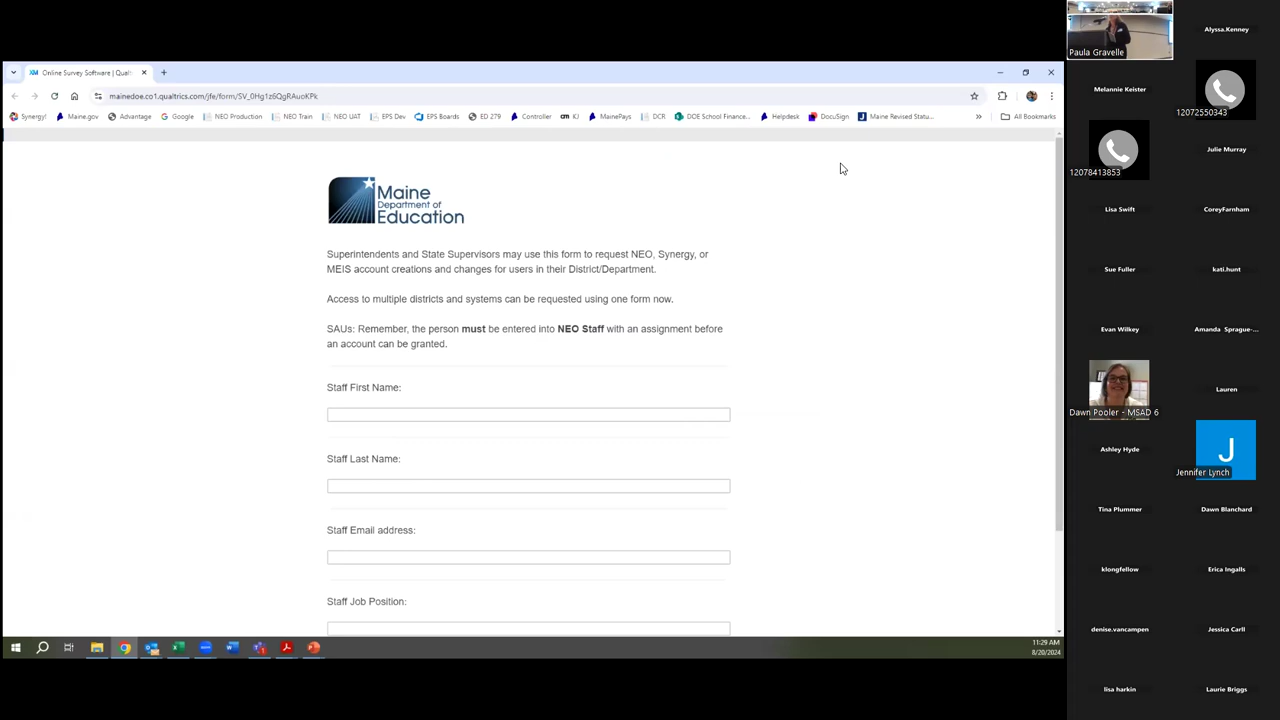 Online Survey Software | Qualt
mainedoe.co1.qualtrics.com/jfe/form/SV_0Hg1z6QgRAuoKPk
Synergy! Maine.gov Advantage Google NEO Production NEO Train NEO UAT EPS Dev EPS Boards ED 279 Controller KJ MainePays DCR DOE School Finance... Helpdesk DocuSign Maine Revised Statu... » All Bookmarks
Maine
Department of
Education
Superintendents and State Supervisors may use this form to request NEO, Synergy, or
MEIS account creations and changes for users in their District/Department.
Access to multiple districts and systems can be requested using one form now.
SAUs: Remember, the person must be entered into NEO Staff with an assignment before
an account can be granted.
Staff First Name:
Staff Last Name:
Staff Email address:
Staff Job Position:
11:29 AM
8/20/2024
Paula Gravelle
Alyssa.Kenney
Melannie Keister
12072550343
12078413853
Julie Murray
Lisa Swift
CoreyFarnham
Sue Fuller
kati.hunt
Evan Wilkey
Amanda Sprague-...
Dawn Pooler - MSAD 6
Lauren
Ashley Hyde
J
Jennifer Lynch
Tina Plummer
Dawn Blanchard
klongfellow
Erica Ingalls
denise.vancampen
Jessica Carll
lisa harkin
Laurie Briggs